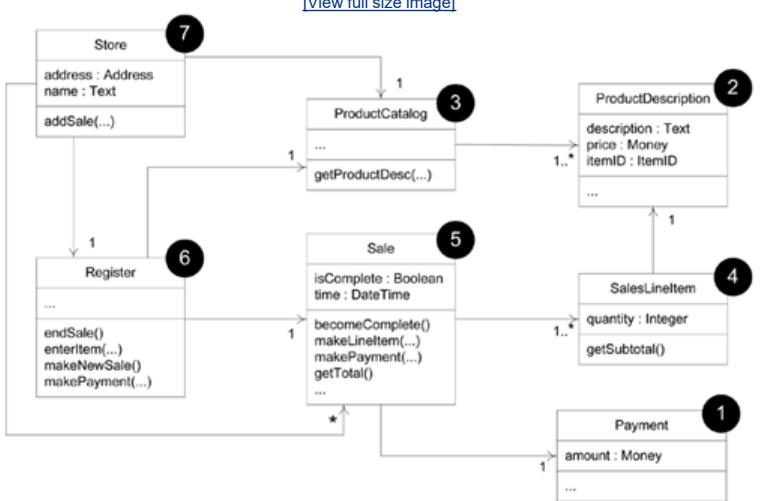 [View full size image]
Store
7
address : Address
name : Text
addSale(...)
1
ProductCatalog
3
...
getProductDesc(...)
1
1..*
ProductDescription
2
description : Text
price : Money
itemID : ItemID
...
1
1
Register
6
...
endSale()
enterItem(...)
makeNewSale()
makePayment(...)
1
Sale
5
isComplete : Boolean
time : DateTime
becomeComplete()
makeLineItem(...)
makePayment(...)
getTotal()
...
*
1..*
SalesLineItem
4
quantity : Integer
getSubtotal()
1
Payment
1
amount : Money
...